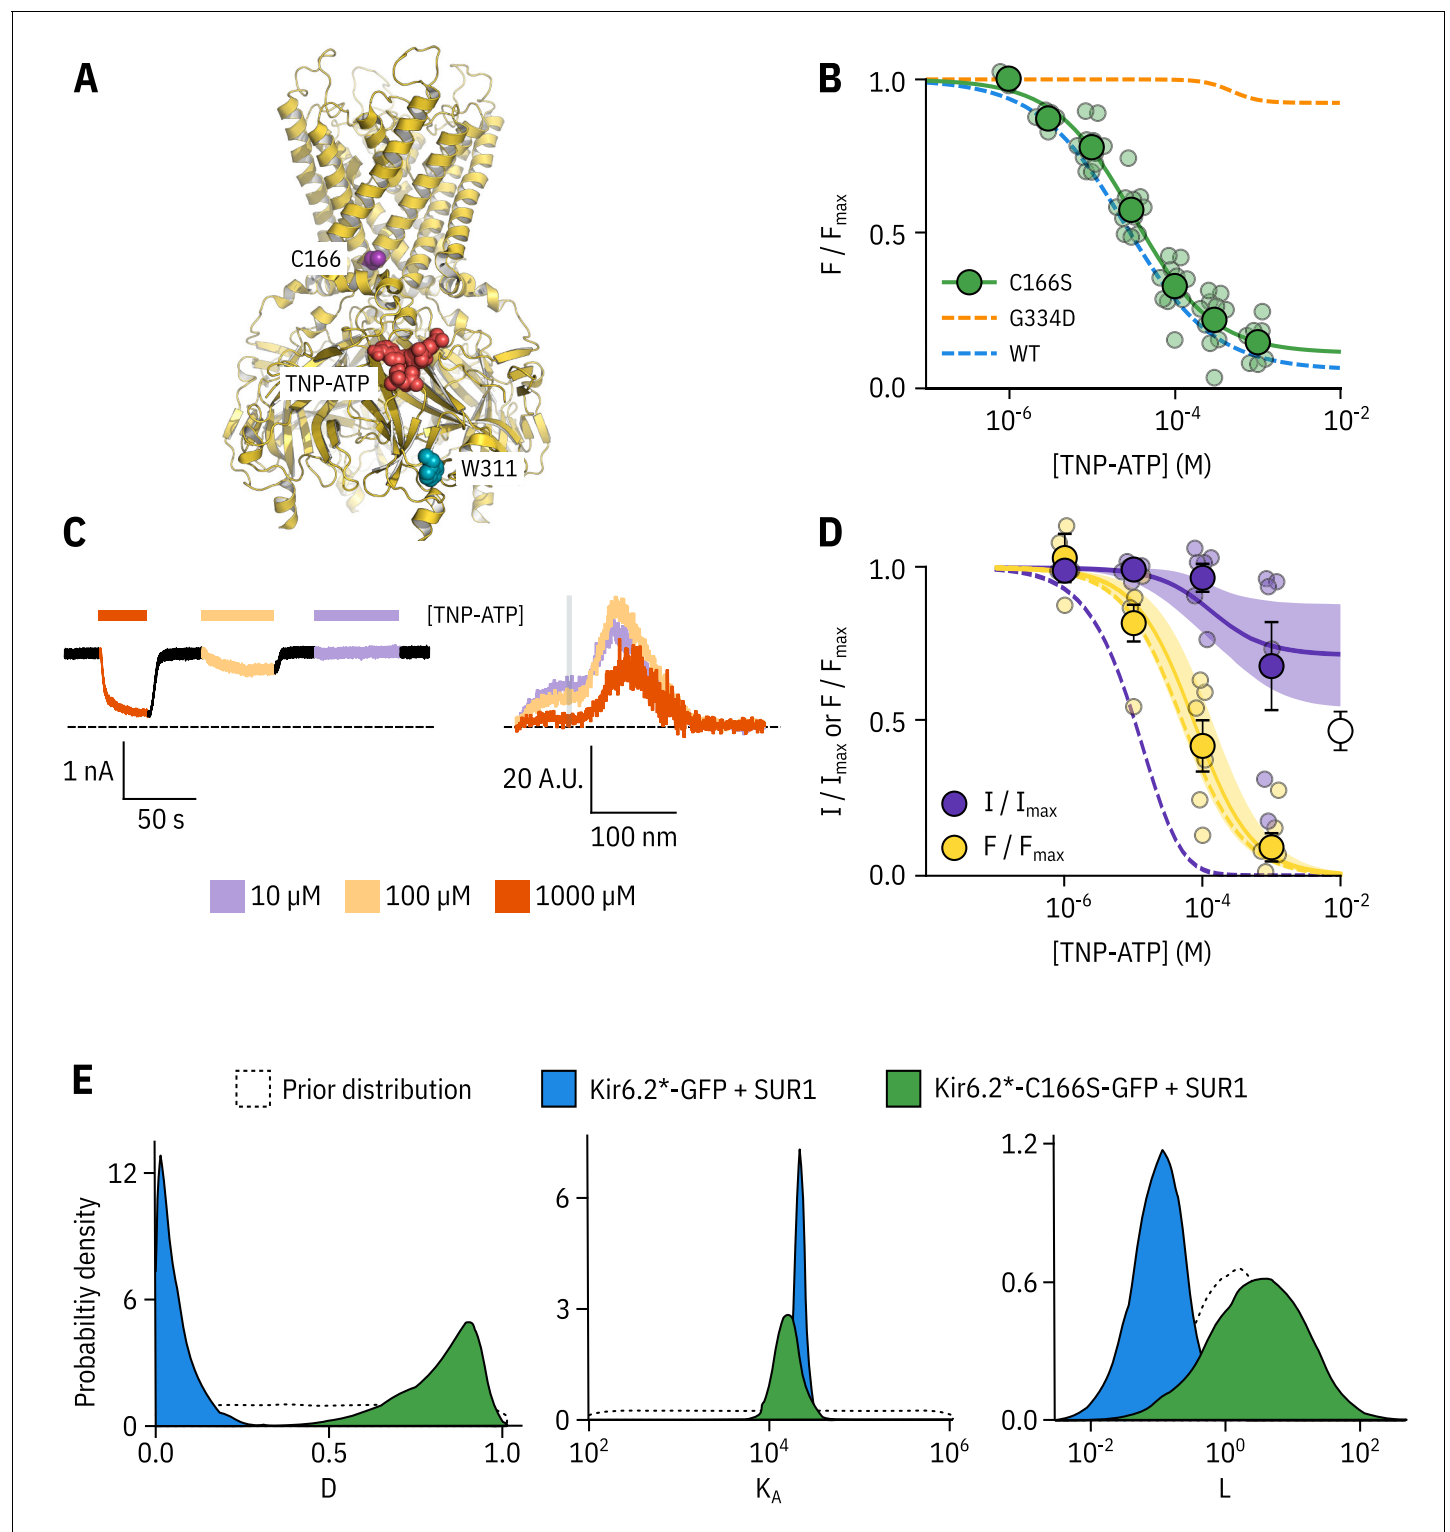 A
C166
TNP-ATP
W311
B
F / Fmax
1.0
0.5
0.0
C166S
G334D
WT
10-6
10-4
10-2
[TNP-ATP] (M)
C
[TNP-ATP]
1 nA
50 s
20 A.U.
100 nm
10 µM
100 µM
1000 µM
D
I / Imax or F / Fmax
1.0
0.5
0.0
I / Imax
F / Fmax
10-6
10-4
10-2
[TNP-ATP] (M)
E
Prior distribution
Kir6.2*-GFP + SUR1
Kir6.2*-C166S-GFP + SUR1
Probabiltiy density
12
6
0
0.0
0.5
1.0
D
6
3
0
102
104
106
KA
1.2
0.6
0.0
10-2
100
102
L